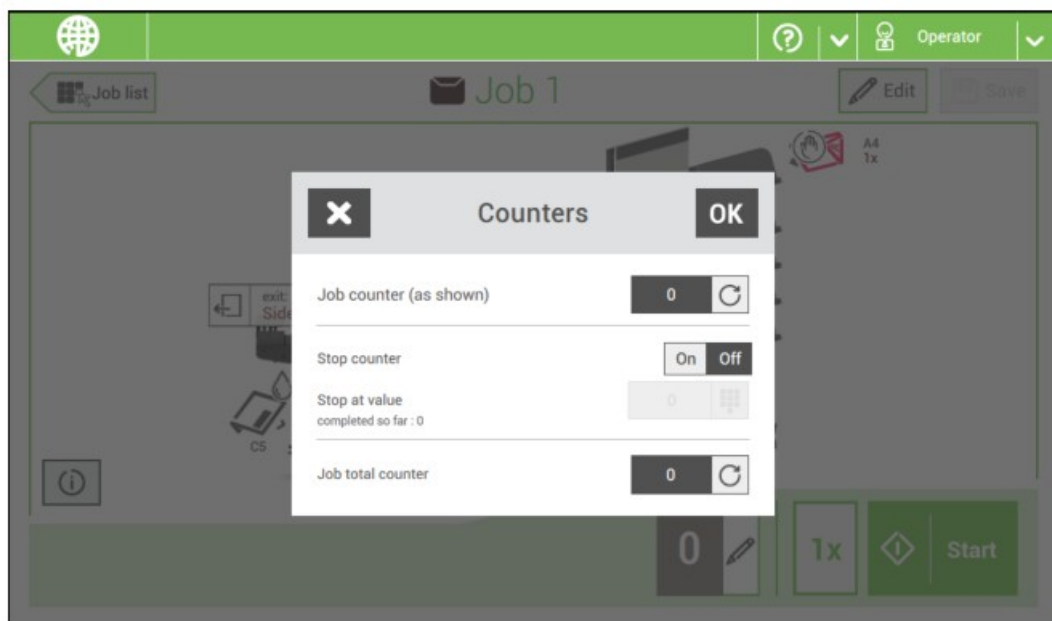 Operator
Job list
Job 1
Edit
Save
A4
1x
Counters
OK
exit:
Side
Job counter (as shown)
0
Stop counter
On
Off
Stop at value
0
completed so far : 0
C5
Job total counter
0
0
1x
Start